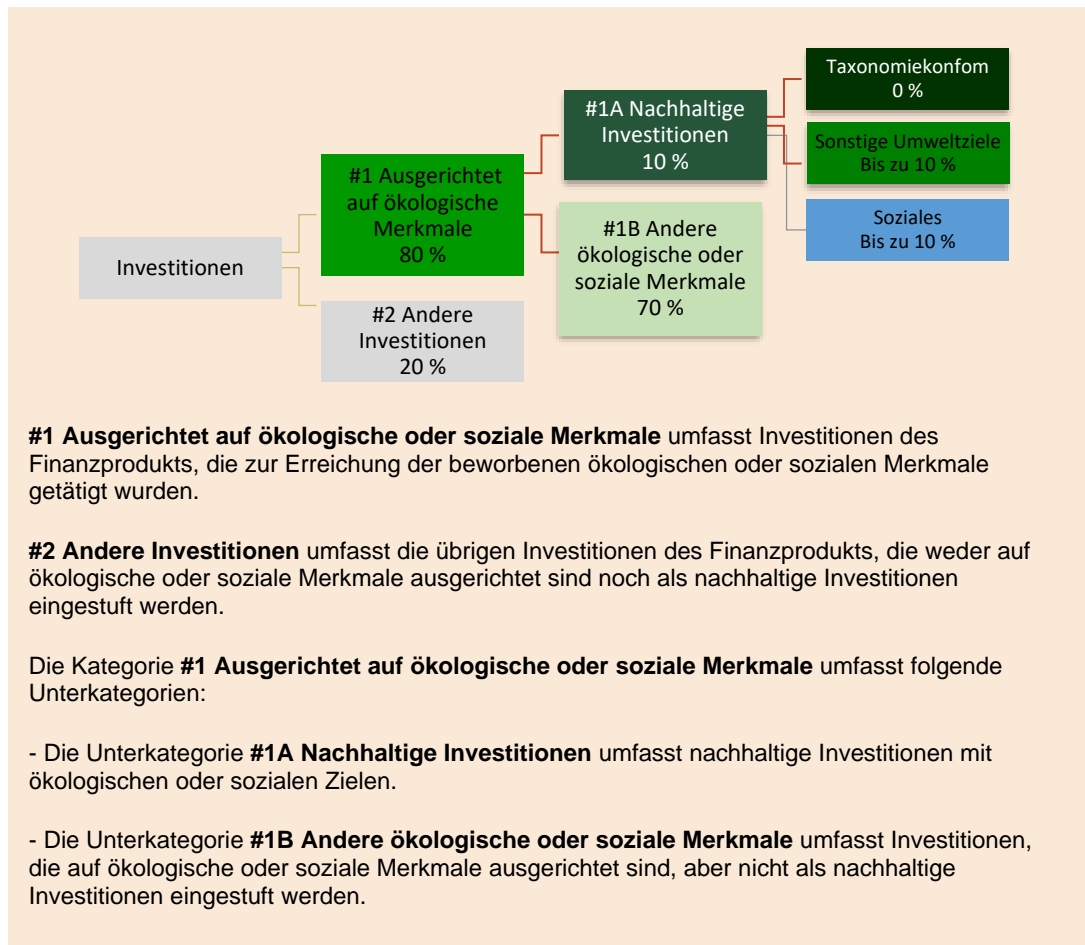 Investitionen
#1 Ausgerichtet
auf ökologische
Merkmale
80 %
#2 Andere
Investitionen
20 %
#1A Nachhaltige
Investitionen
10 %
#1B Andere
ökologische oder
soziale Merkmale
70 %
Taxonomiekonfom
0 %
Sonstige Umweltziele
Bis zu 10 %
Soziales
Bis zu 10 %
#1 Ausgerichtet auf ökologische oder soziale Merkmale umfasst Investitionen des
Finanzprodukts, die zur Erreichung der beworbenen ökologischen oder sozialen Merkmale
getätigt wurden.
#2 Andere Investitionen umfasst die übrigen Investitionen des Finanzprodukts, die weder auf
ökologische oder soziale Merkmale ausgerichtet sind noch als nachhaltige Investitionen
eingestuft werden.
Die Kategorie #1 Ausgerichtet auf ökologische oder soziale Merkmale umfasst folgende
Unterkategorien:
- Die Unterkategorie #1A Nachhaltige Investitionen umfasst nachhaltige Investitionen mit
ökologischen oder sozialen Zielen.
- Die Unterkategorie #1B Andere ökologische oder soziale Merkmale umfasst Investitionen,
die auf ökologische oder soziale Merkmale ausgerichtet sind, aber nicht als nachhaltige
Investitionen eingestuft werden.